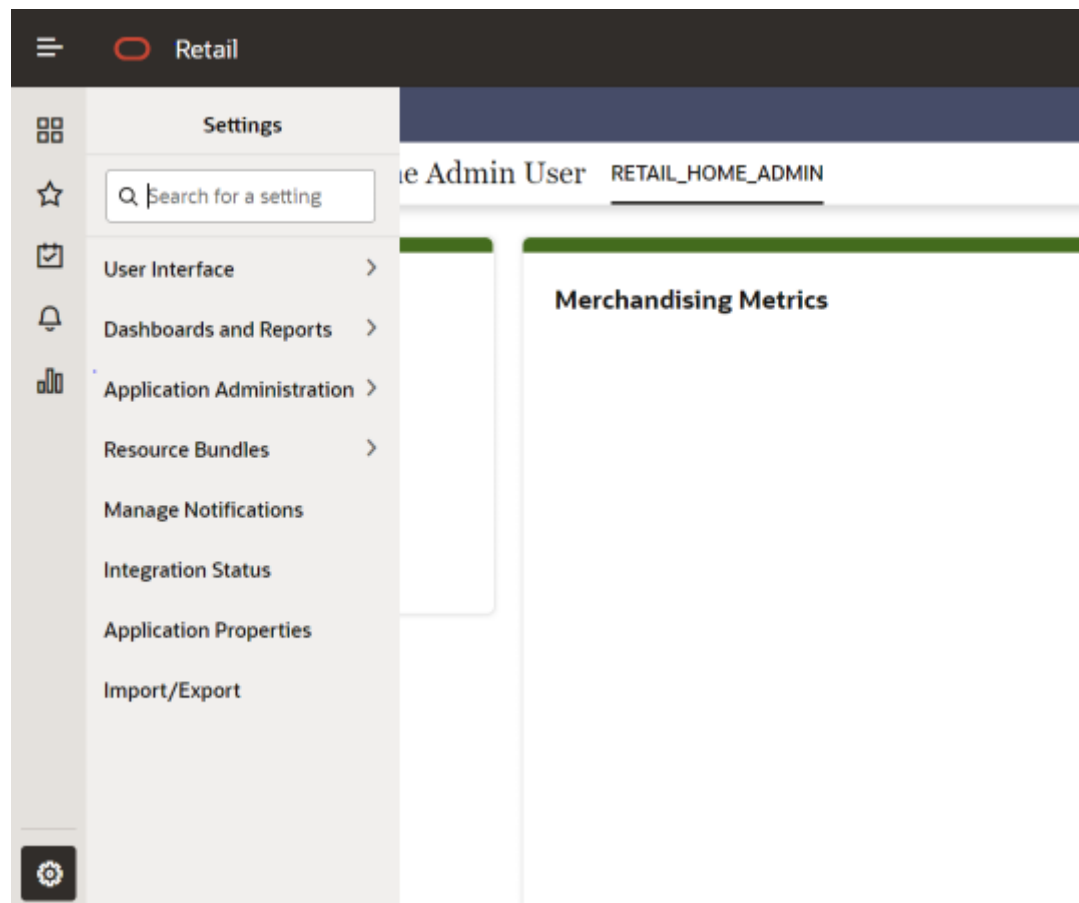 Retail
Settings
Search for a setting
User Interface
Dashboards and Reports
Application Administration
Resource Bundles
Manage Notifications
Integration Status
Application Properties
Import/Export
Admin User RETAIL_HOME_ADMIN
Merchandising Metrics